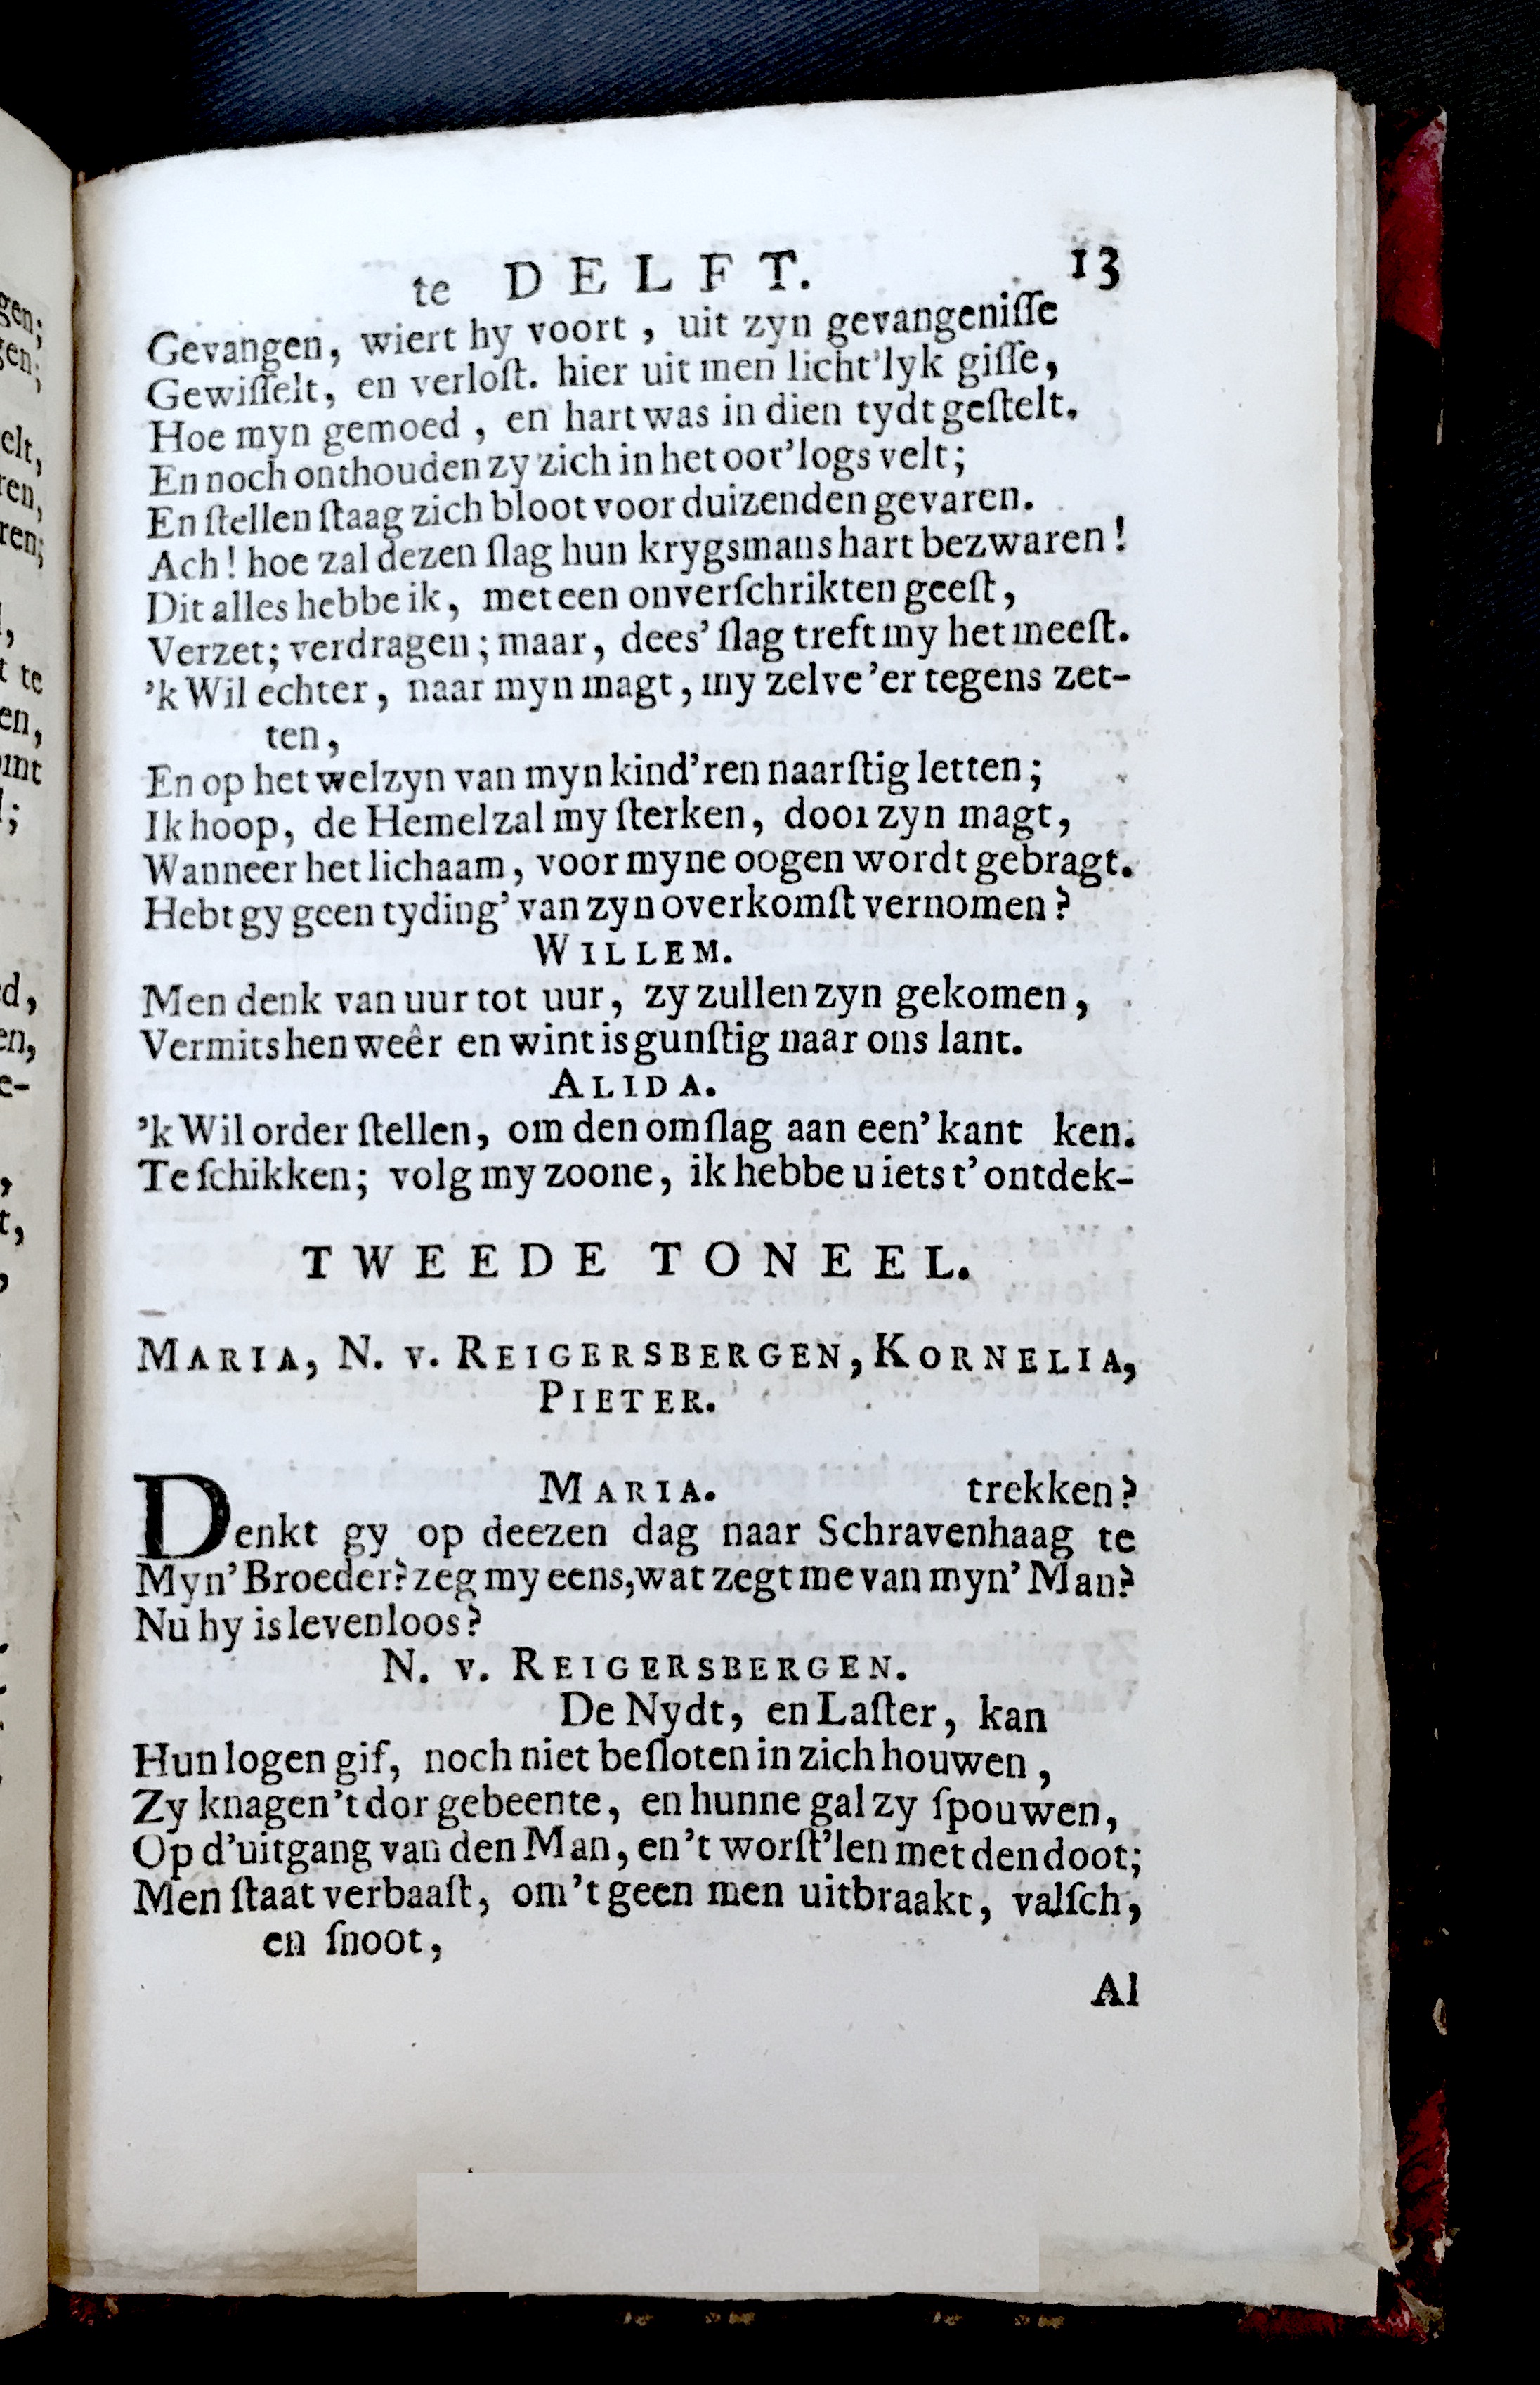 te DELFT. 13
Gevangen, wiert hy voort, uit zyn gevangeniſſe
Gewiſſelt, en verloſt. hier uit men licht'lyk giſſe,
Hoe myn gemoed, en hart was in dien tydt geſtelt.
En noch onthouden zy zich in het oor'logs velt;
En ſtellen ſtaag zich bloot voor duizenden gevaren.
Ach! hoe zal dezen ſlag hun krygsmans hart bezwaren!
Dit alles hebbe ik, met een onverſchrikten geeſt,
Verzet; verdragen; maar, dees' ſlag treft my het meeſt.
'k Wil echter, naar myn magt, my zelve 'er tegens zet-
ten,
En op het welzyn van myn kind'ren naarſtig letten;
Ik hoop, de Hemel zal my ſterken, door zyn magt,
Wanneer het lichaam, voor myne oogen wordt gebragt.
Hebt gy geen tyding' van zyn overkomſt vernomen?
WILLEM.
Men denk van uur tot uur, zy zullen zyn gekomen,
Vermits hen weêr en wint is gunſtig naar ons lant.
ALIDA.
'k Wil order ſtellen, om den omſlag aan een' kant ken.
Te ſchikken; volg my zoone, ik hebbe u iets t' ontdek-
TWEEDE TONEEL.
MARIA, N. v. REIGERSBERGEN, KORNELIA,
PIETER.
MARIA. trekken?
Denkt gy op deezen dag naar Schravenhaag te
Myn' Broeder? zeg my eens, wat zegt me van myn' Man?
Nu hy is levenloos?
N. v. REIGERSBERGEN.
De Nydt, en Laſter, kan
Hun logen gif, noch niet beſloten in zich houwen,
Zy knagen 't dor gebeente, en hunne gal zy ſpouwen,
Op d'uitgang van den Man, en 't worſt'len met den doot;
Men ſtaat verbaaſt, om 't geen men uitbraakt, valſch,
en ſnoot,
Al